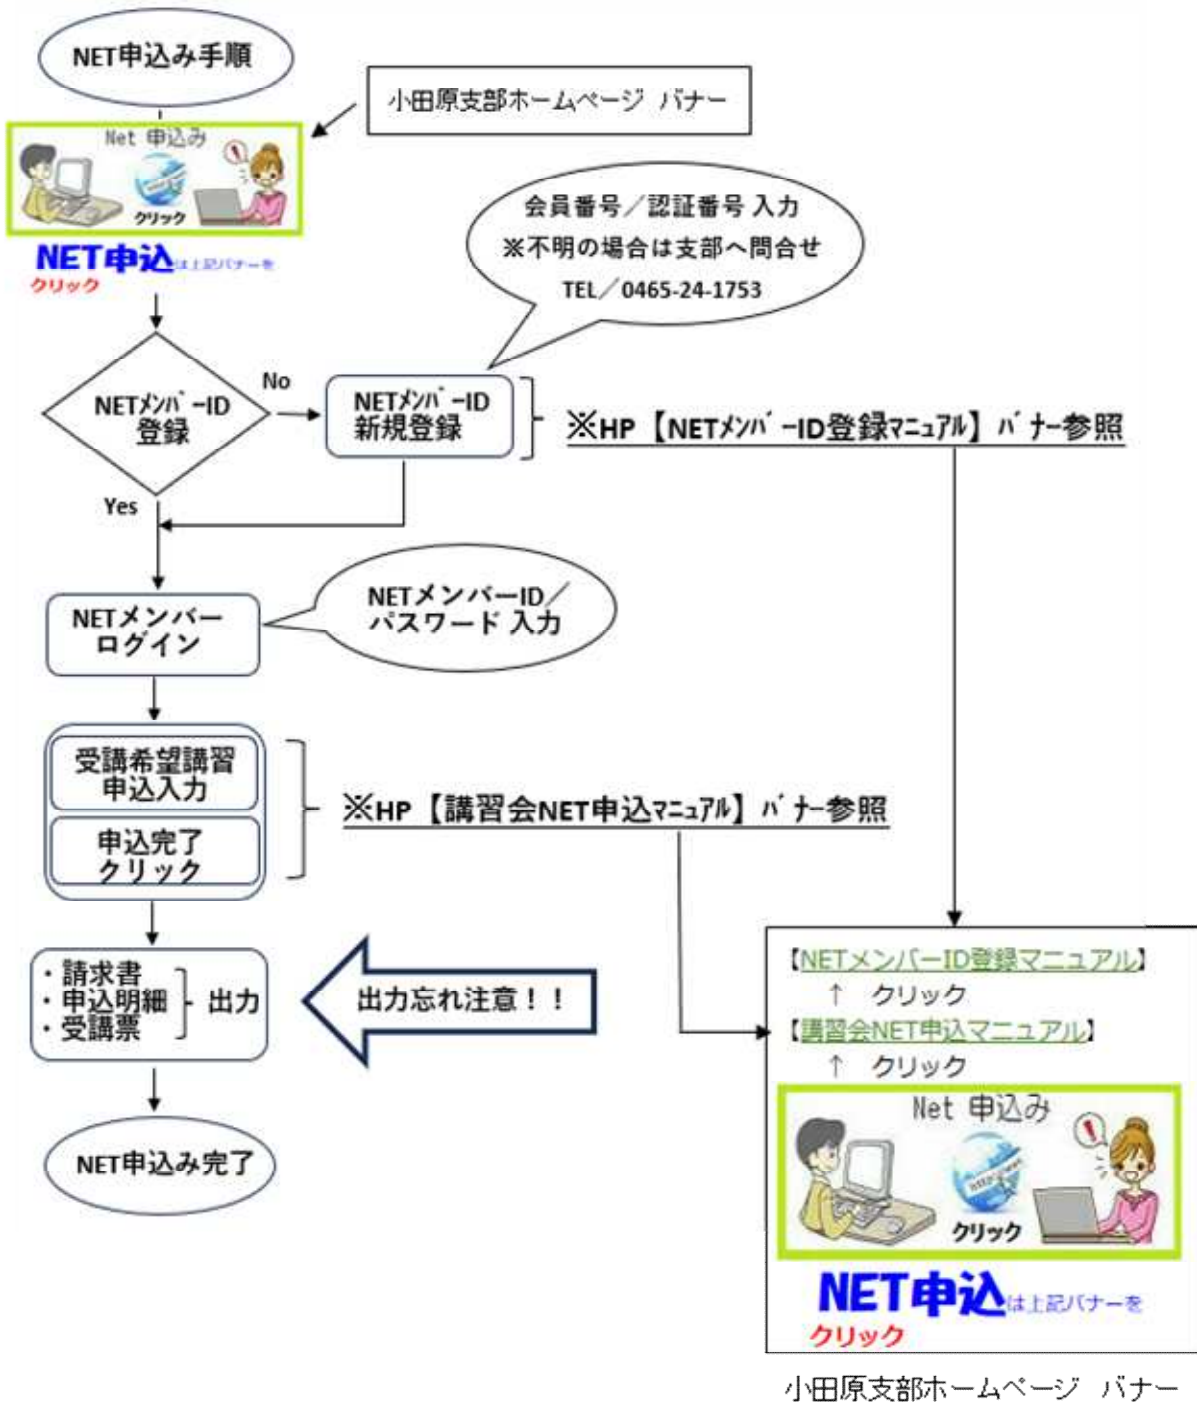 NET申込み手順
小田原支部ホームページ バナー
Net 申込み
クリック
NET申込は上記バナーを
クリック
会員番号／認証番号 入力
※不明の場合は支部へ問合せ
TEL／0465-24-1753
NETﾒﾝﾊﾞｰID
登録
No
NETﾒﾝﾊﾞｰID
新規登録
※HP【NETﾒﾝﾊﾞｰID登録ﾏﾆｭｱﾙ】ﾊﾞﾅｰ参照
Yes
NETメンバー
ログイン
NETメンバーID／
パスワード 入力
受講希望講習
申込入力
申込完了
クリック
※HP【講習会NET申込ﾏﾆｭｱﾙ】ﾊﾞﾅｰ参照
・請求書
・申込明細
・受講票
出力
出力忘れ注意！！
NET申込み完了
【NETメンバーID登録マニュアル】
↑ クリック
【講習会NET申込マニュアル】
↑ クリック
Net 申込み
クリック
NET申込は上記バナーを
クリック
小田原支部ホームページ バナー